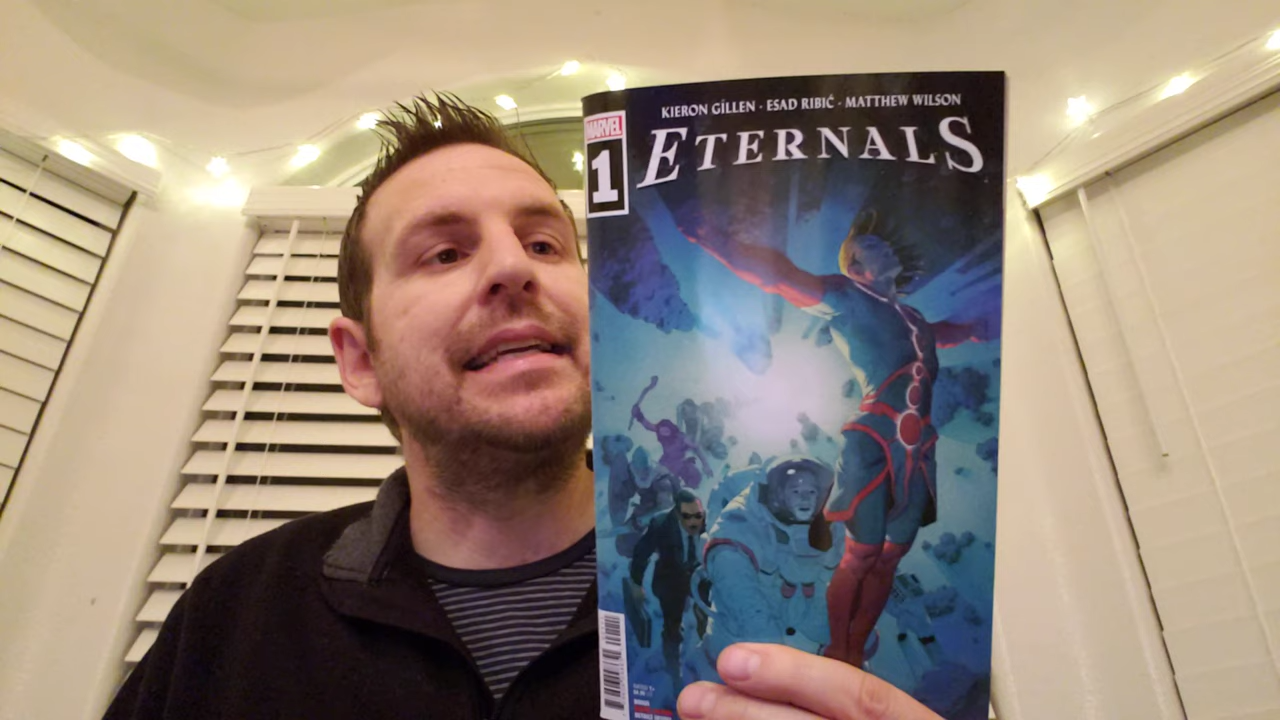 KIERON GILLEN · ESAD RIBIĆ · MATTHEW WILSON
MARVEL
ETERNALS
1